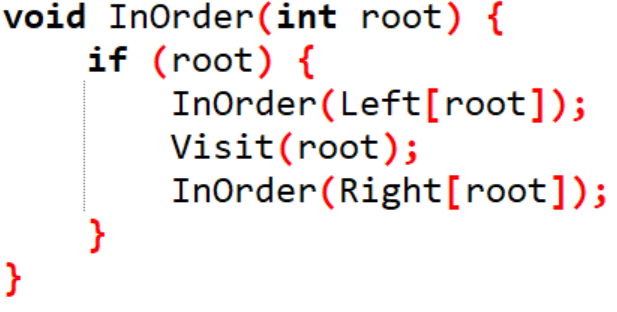 void InOrder(int root) {
    if (root) {
        InOrder(Left[root]);
        Visit(root);
        InOrder(Right[root]);
    }
}